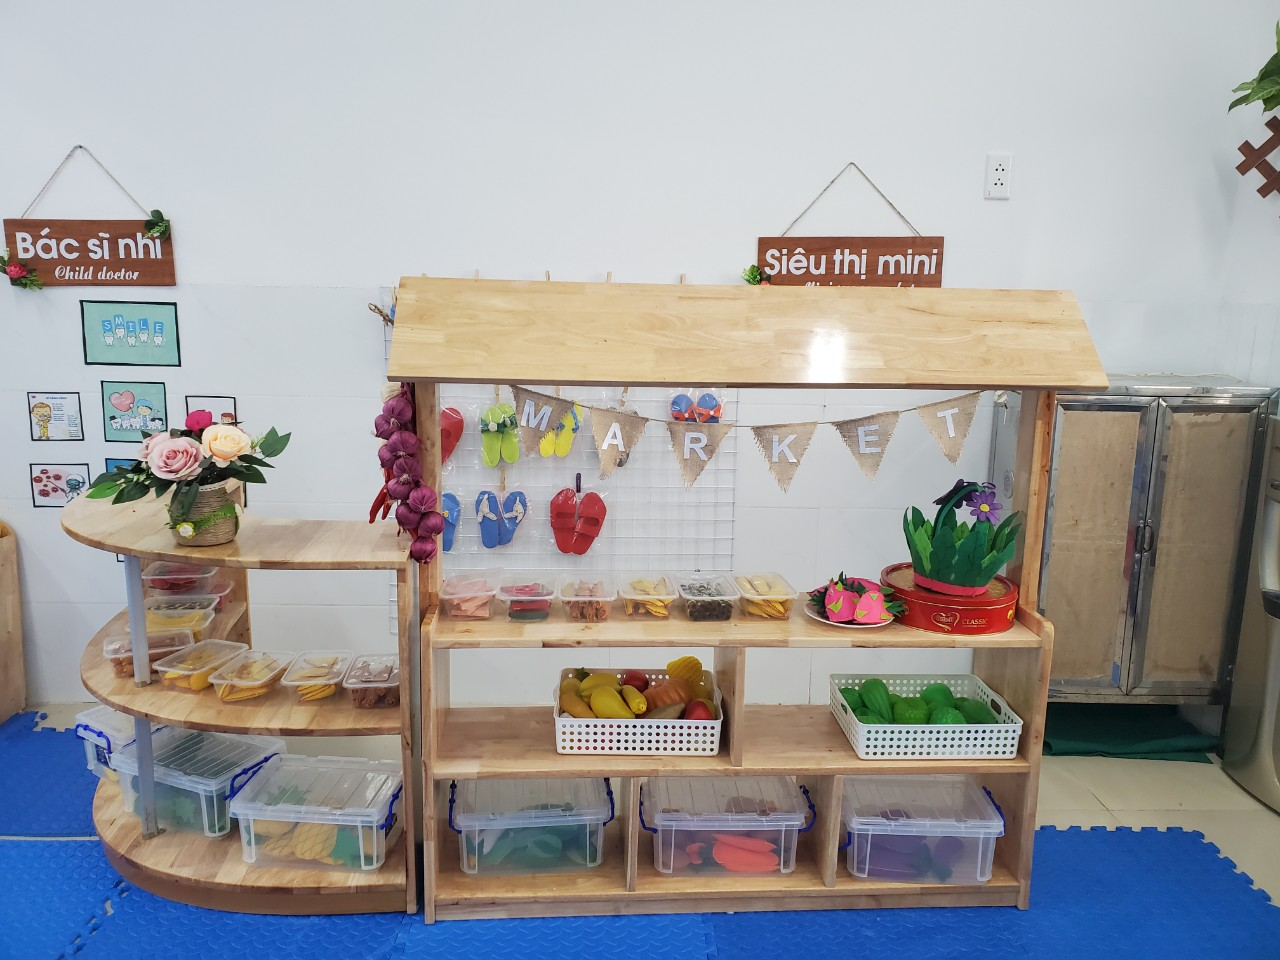 Bác sĩ nhí
Child doctor
SMILE
Siêu thị mini
MARKET
CLASSIC